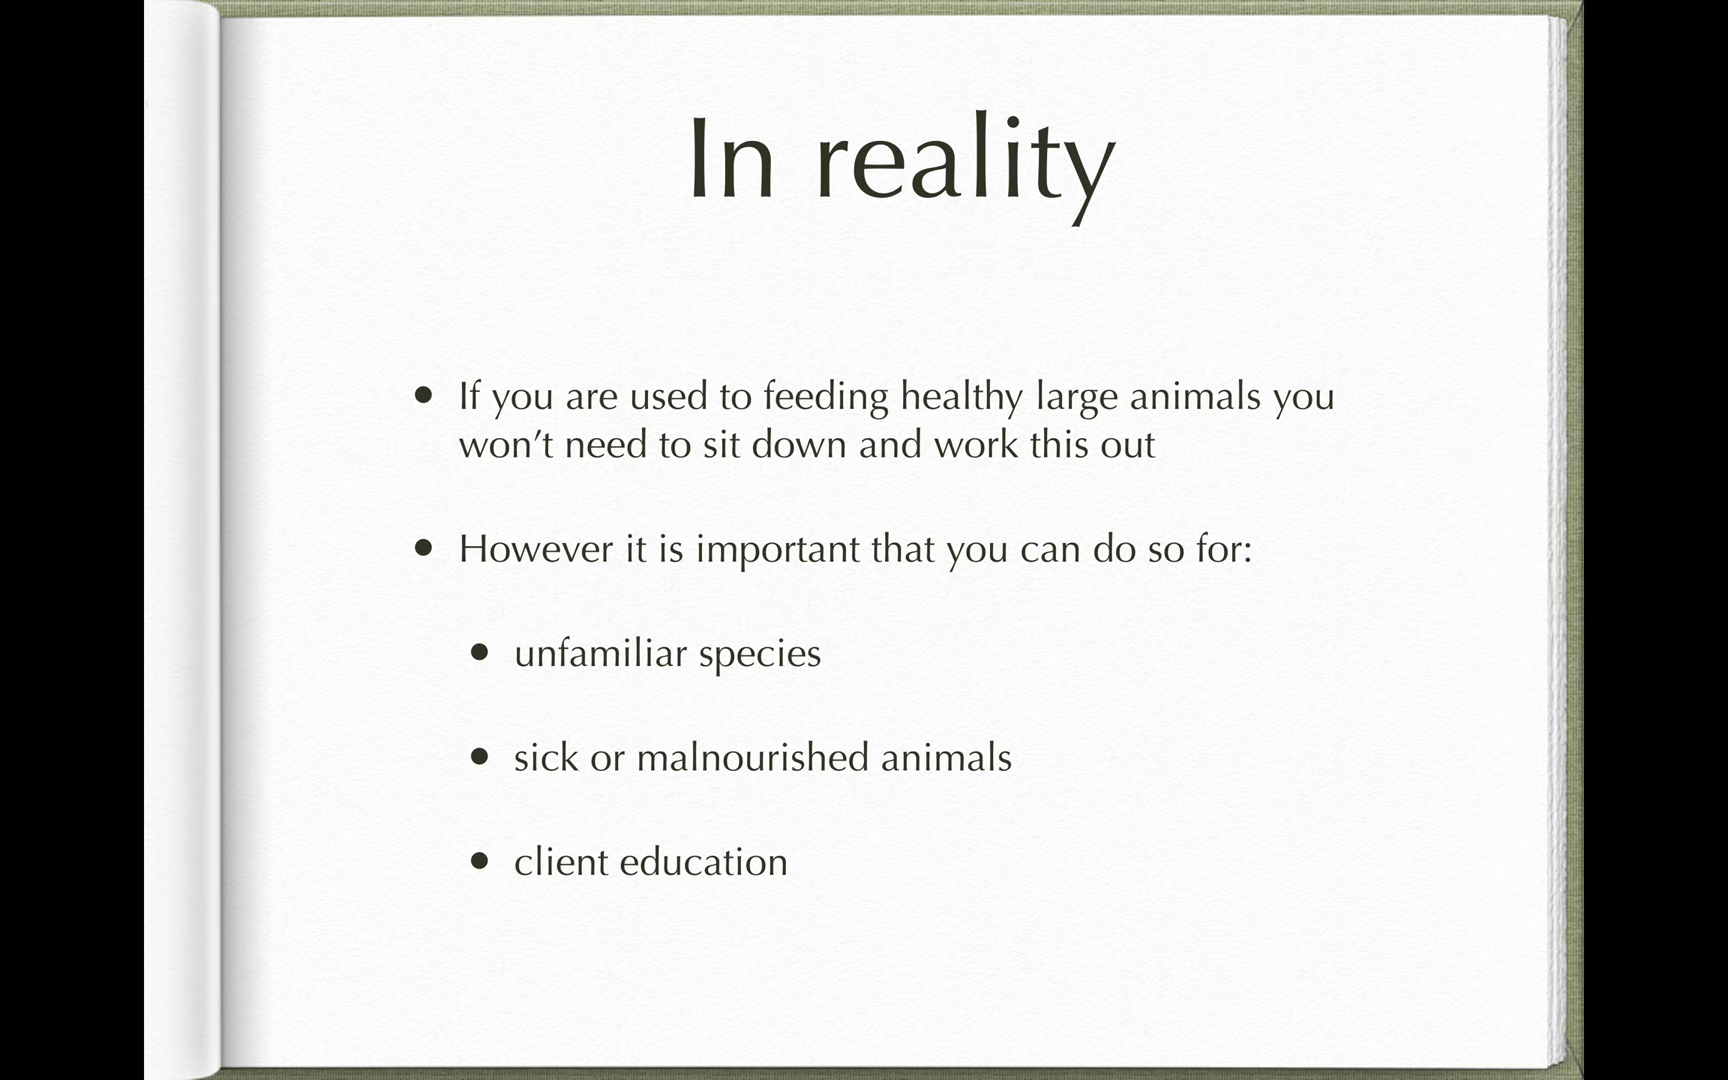 In reality
• If you are used to feeding healthy large animals you
won’t need to sit down and work this out
• However it is important that you can do so for:
• unfamiliar species
• sick or malnourished animals
• client education